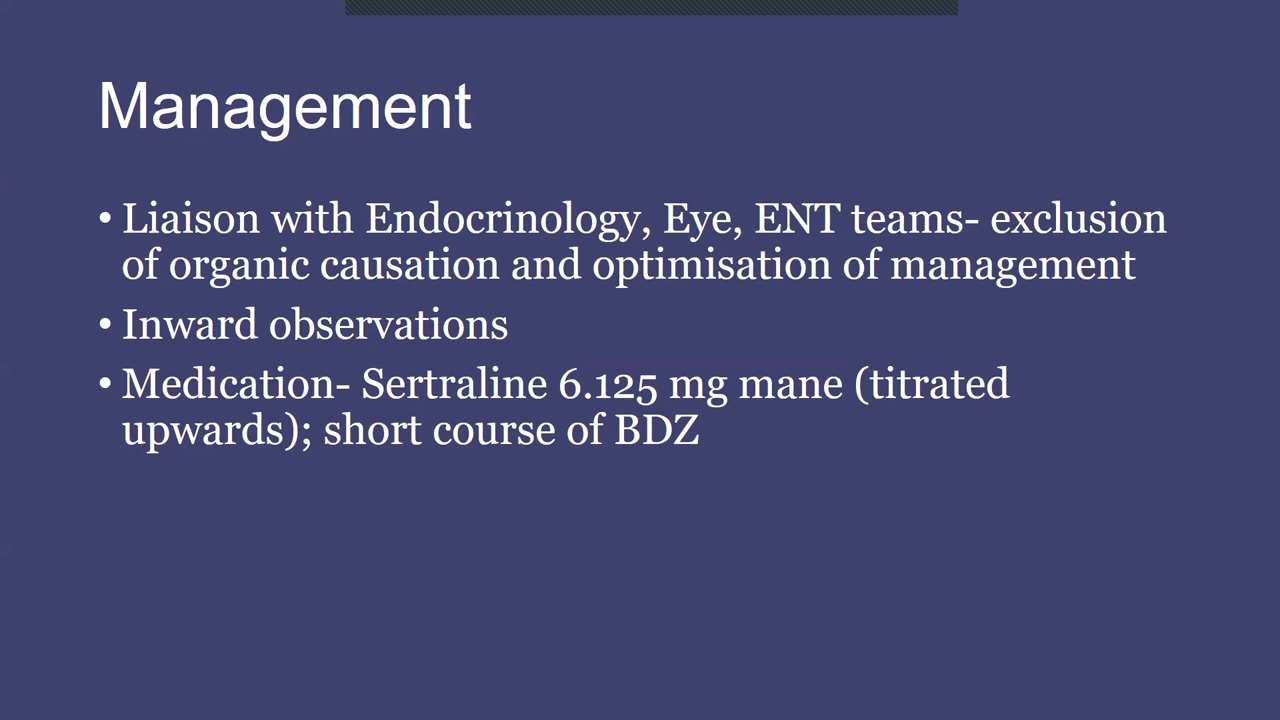 Management
• Liaison with Endocrinology, Eye, ENT teams- exclusion
of organic causation and optimisation of management
• Inward observations
• Medication- Sertraline 6.125 mg mane (titrated
upwards); short course of BDZ